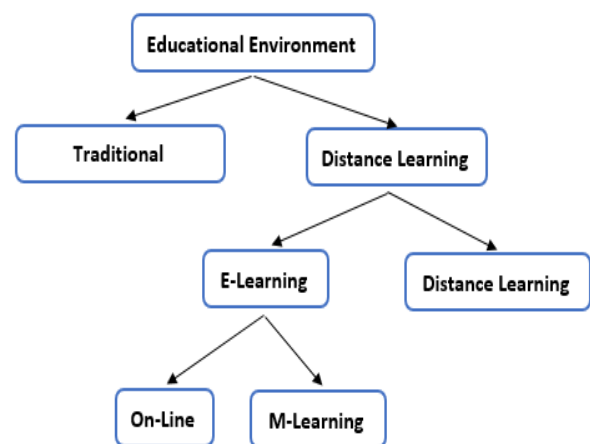 Educational Environment
Traditional
Distance Learning
E-Learning
Distance Learning
On-Line
M-Learning